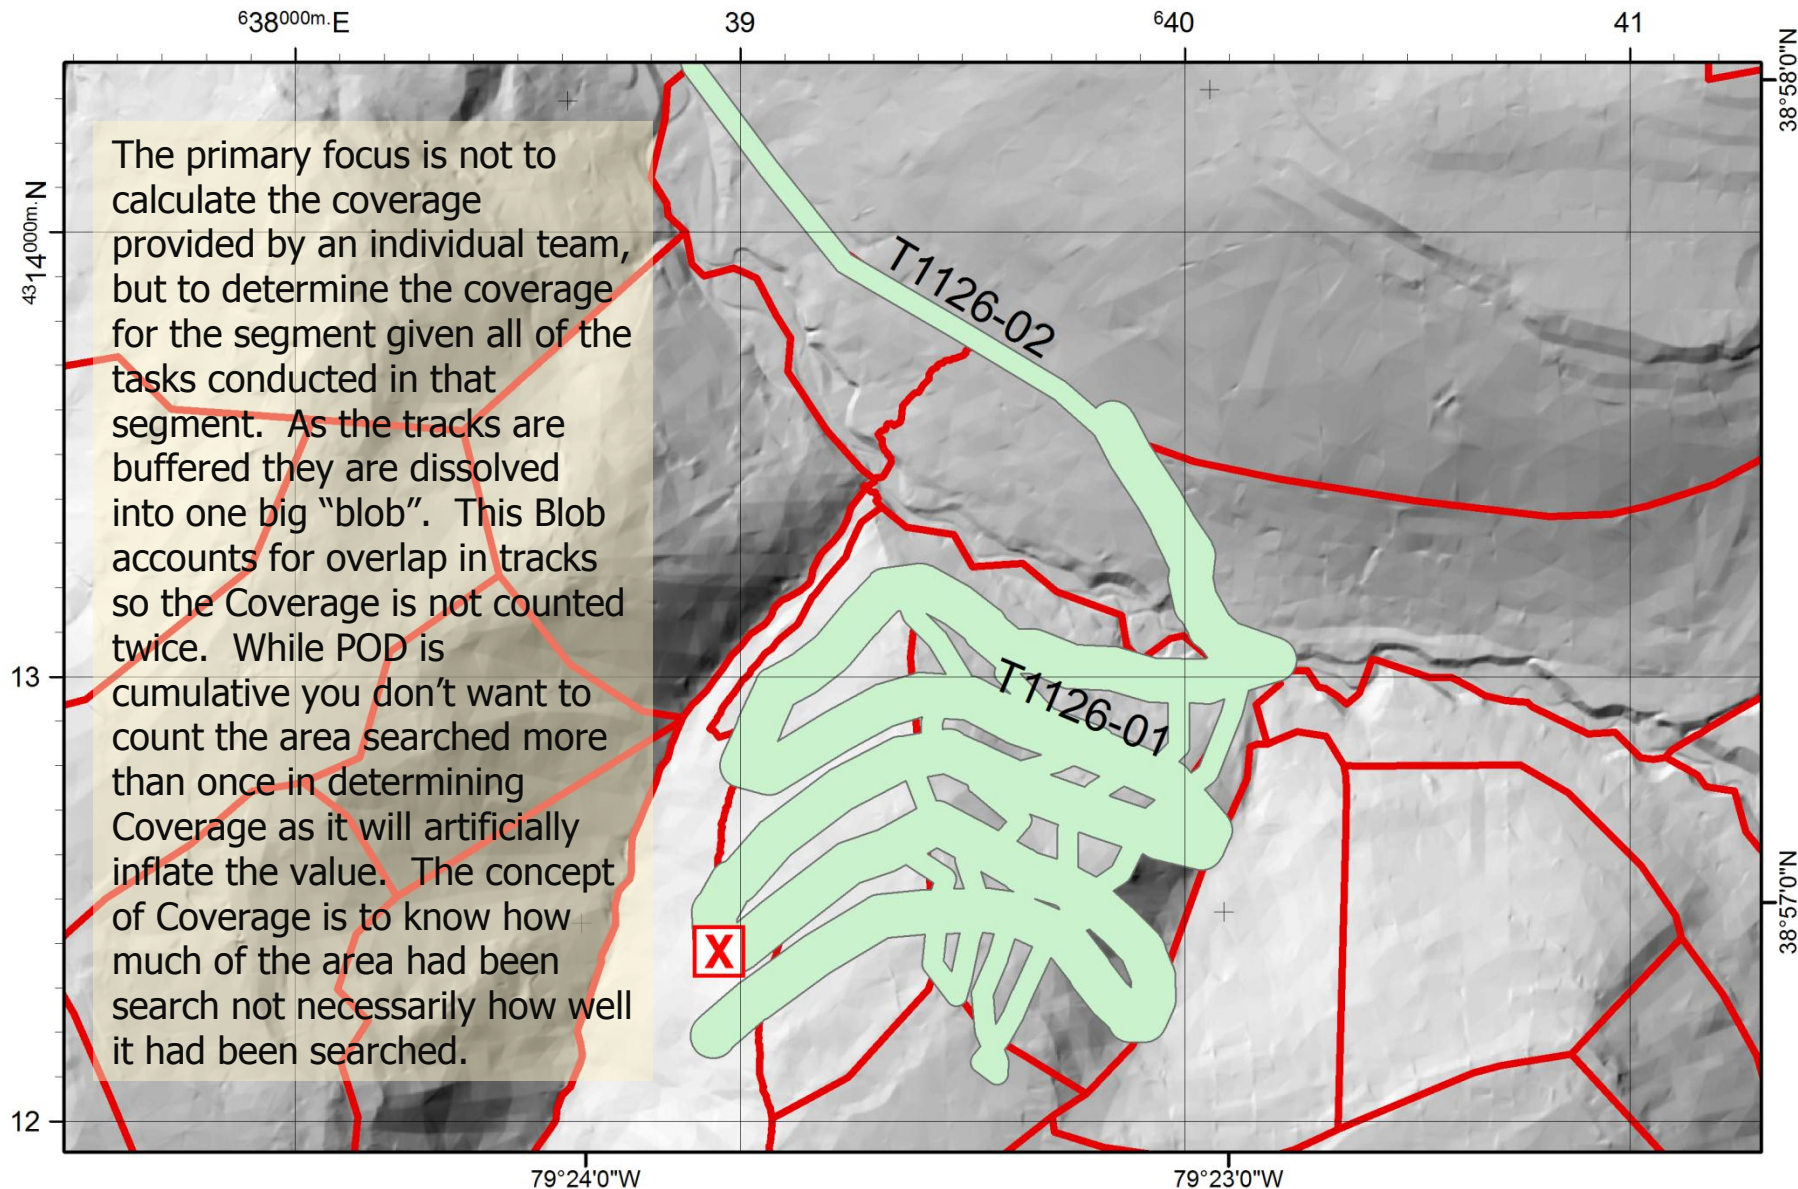 ⁶38⁰⁰⁰ᵐ·E 39 ⁶40 41
38°58'0"N
43 14⁰⁰⁰ᵐ·N
The primary focus is not to
calculate the coverage
provided by an individual team,
but to determine the coverage
for the segment given all of the
tasks conducted in that
segment.  As the tracks are
buffered they are dissolved
into one big “blob”.  This Blob
accounts for overlap in tracks
so the Coverage is not counted
twice.  While POD is
cumulative you don’t want to
count the area searched more
than once in determining
Coverage as it will artificially
inflate the value.  The concept
of Coverage is to know how
much of the area had been
search not necessarily how well
it had been searched.
T1126-02
T1126-01
13
X
38°57'0"N
12
79°24'0"W 79°23'0"W